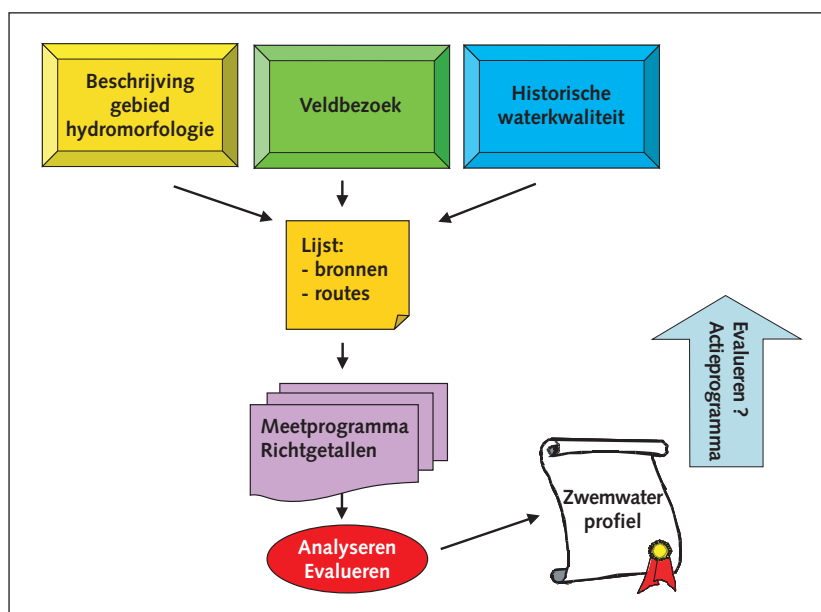 Beschrijving
gebied
hydromorfologie
Veldbezoek
Historische
waterkwaliteit
Lijst:
- bronnen
- routes
Evalueren ?
Actieprogramma
Meetprogramma
Richtgetallen
Zwemwater
profiel
Analyseren
Evalueren